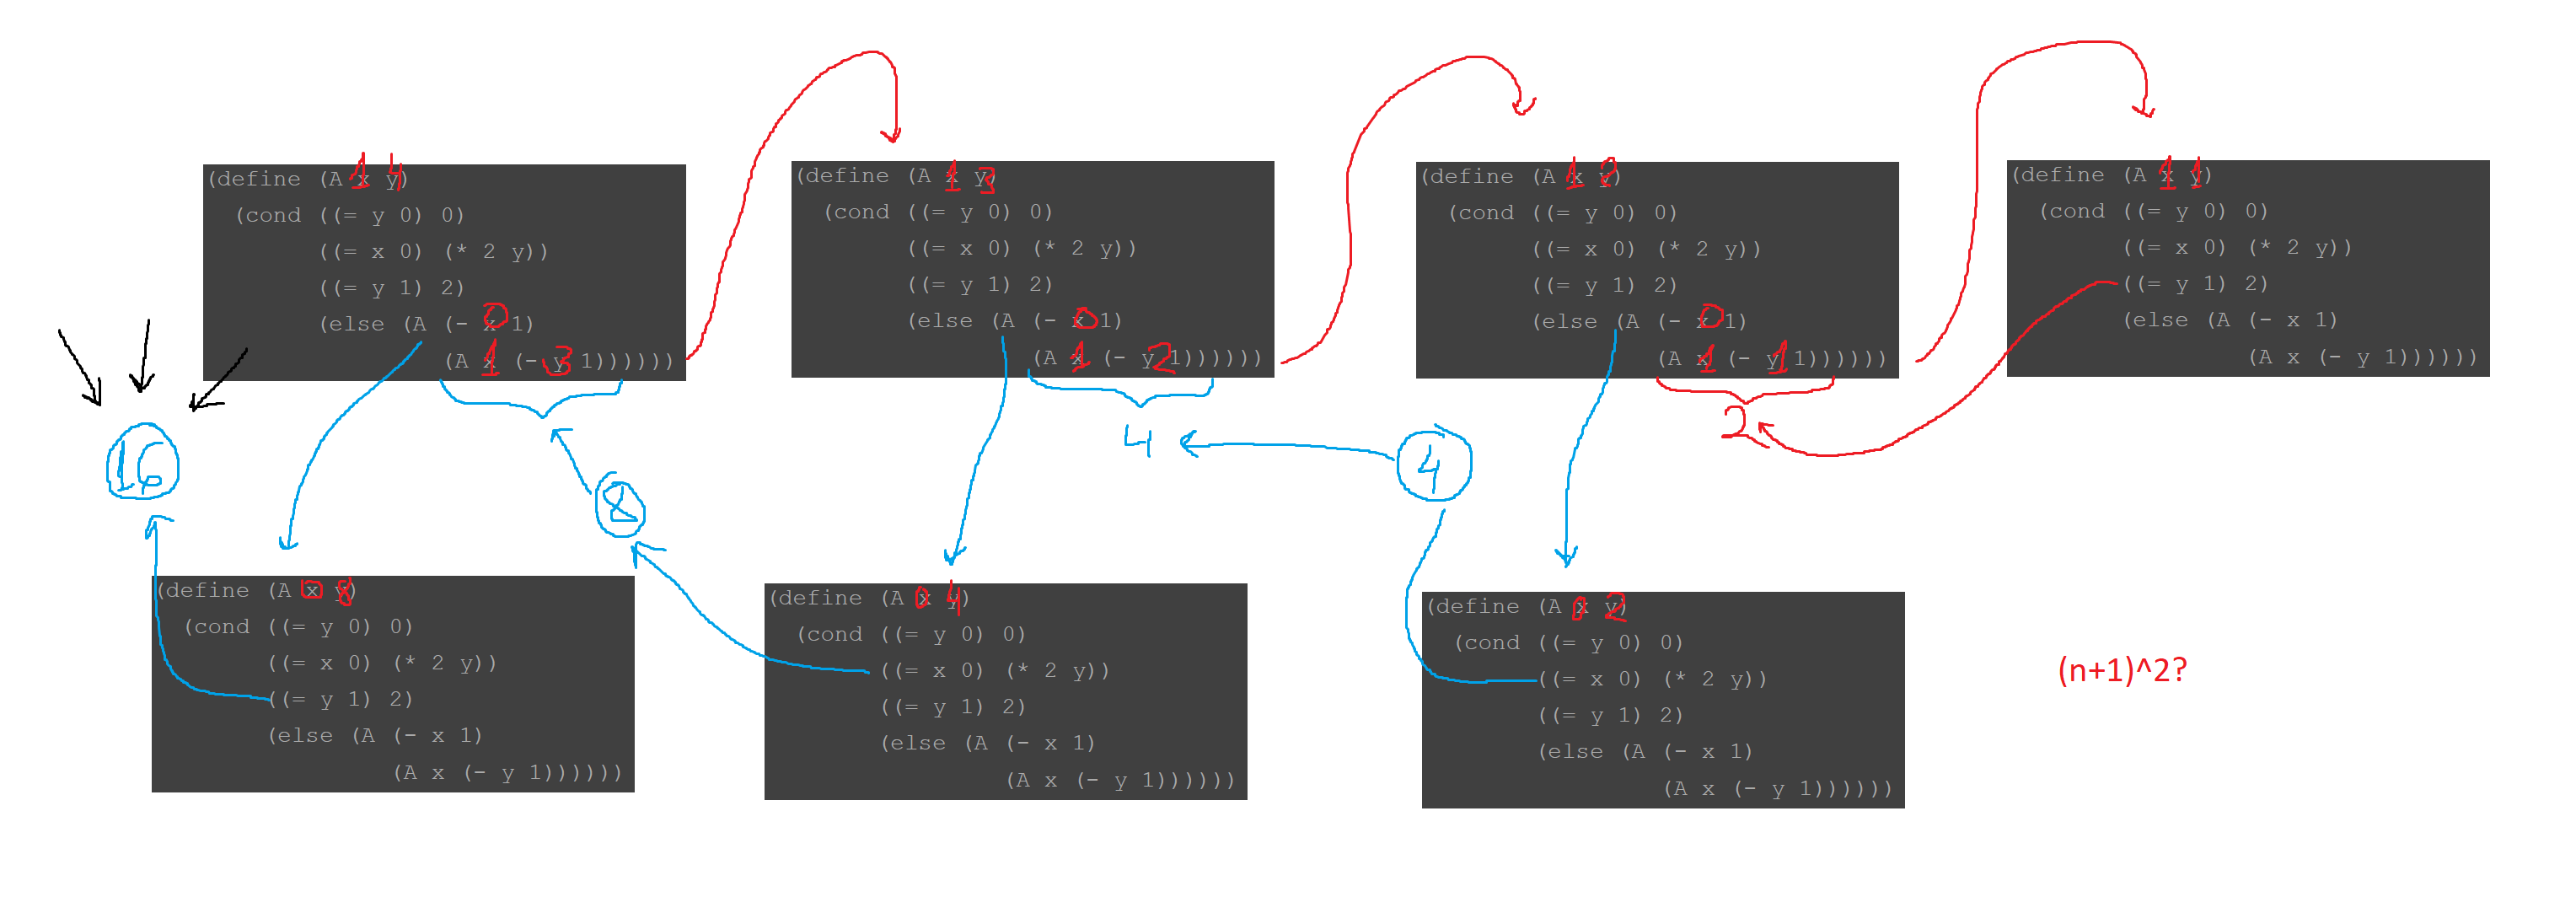 1 4
(define (A x y)
(cond ((= y 0) 0)
((= x 0) (* 2 y))
((= y 1) 2)
0
(else (A (- x 1)
1 3
(A x (- y 1))))))
1 3
(define (A x y)
(cond ((= y 0) 0)
((= x 0) (* 2 y))
((= y 1) 2)
0
(else (A (- x 1)
1 2
(A x (- y 1))))))
1 2
(define (A x y)
(cond ((= y 0) 0)
((= x 0) (* 2 y))
((= y 1) 2)
0
(else (A (- x 1)
1 1
(A x (- y 1))))))
1 1
(define (A x y)
(cond ((= y 0) 0)
((= x 0) (* 2 y))
((= y 1) 2)
(else (A (- x 1)
(A x (- y 1))))))
16
8
4
4
2
0 8
(define (A x y)
(cond ((= y 0) 0)
((= x 0) (* 2 y))
((= y 1) 2)
(else (A (- x 1)
(A x (- y 1))))))
0 4
(define (A x y)
(cond ((= y 0) 0)
((= x 0) (* 2 y))
((= y 1) 2)
(else (A (- x 1)
(A x (- y 1))))))
0 2
(define (A x y)
(cond ((= y 0) 0)
((= x 0) (* 2 y))
((= y 1) 2)
(else (A (- x 1)
(A x (- y 1))))))
(n+1)^2?